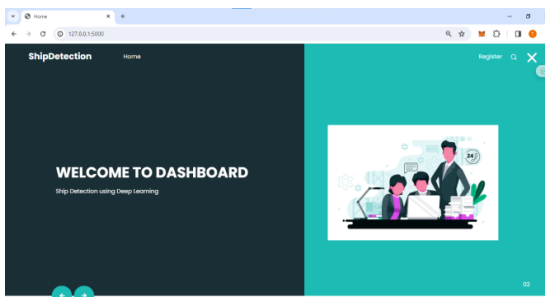 Home
127.0.0.1:5000
ShipDetection Home Register
WELCOME TO DASHBOARD
Ship Detection using Deep Learning
24
02